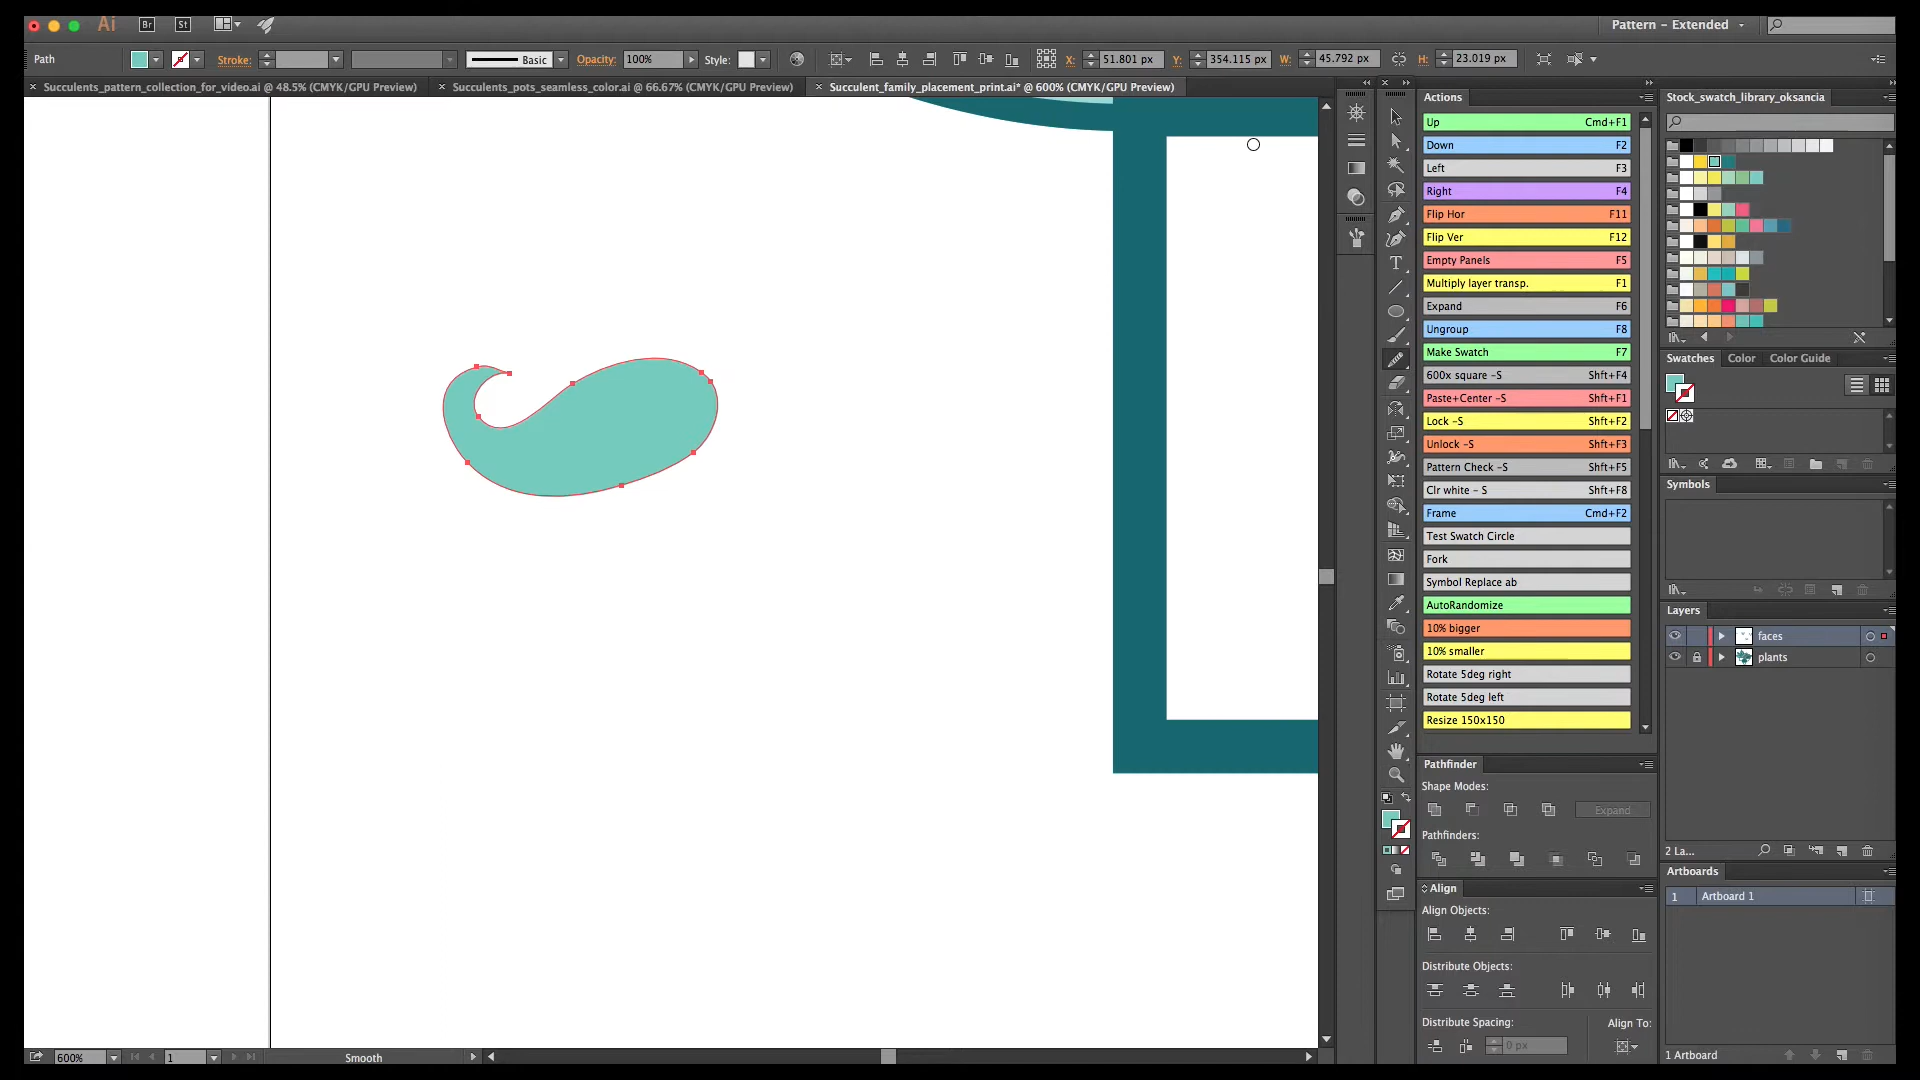 Ai Br St Pattern – Extended
Path Stroke: Basic Opacity: 100% Style: X: 51.801 px Y: 354.115 px W: 45.792 px H: 23.019 px
Succulents_pattern_collection_for_video.ai @ 48.5% (CMYK/GPU Preview)
Succulents_pots_seamless_color.ai @ 66.67% (CMYK/GPU Preview)
Succulent_family_placement_print.ai* @ 600% (CMYK/GPU Preview)
Actions
Up Cmd+F1
Down F2
Left F3
Right F4
Flip Hor F11
Flip Ver F12
Empty Panels F5
Multiply layer transp. F1
Expand F6
Ungroup F8
Make Swatch F7
600x square –S Shft+F4
Paste+Center –S Shft+F1
Lock –S Shft+F2
Unlock –S Shft+F3
Pattern Check –S Shft+F5
Clr white – S Shft+F8
Frame Cmd+F2
Test Swatch Circle
Fork
Symbol Replace ab
AutoRandomize
10% bigger
10% smaller
Rotate 5deg right
Rotate 5deg left
Resize 150x150
Pathfinder
Shape Modes:
Expand
Pathfinders:
Align
Align Objects:
Distribute Objects:
Distribute Spacing: Align To:
0 px
Stock_swatch_library_oksancia
Swatches Color Color Guide
Symbols
Layers
faces
plants
2 La...
Artboards
1 Artboard 1
1 Artboard
600% 1 Smooth